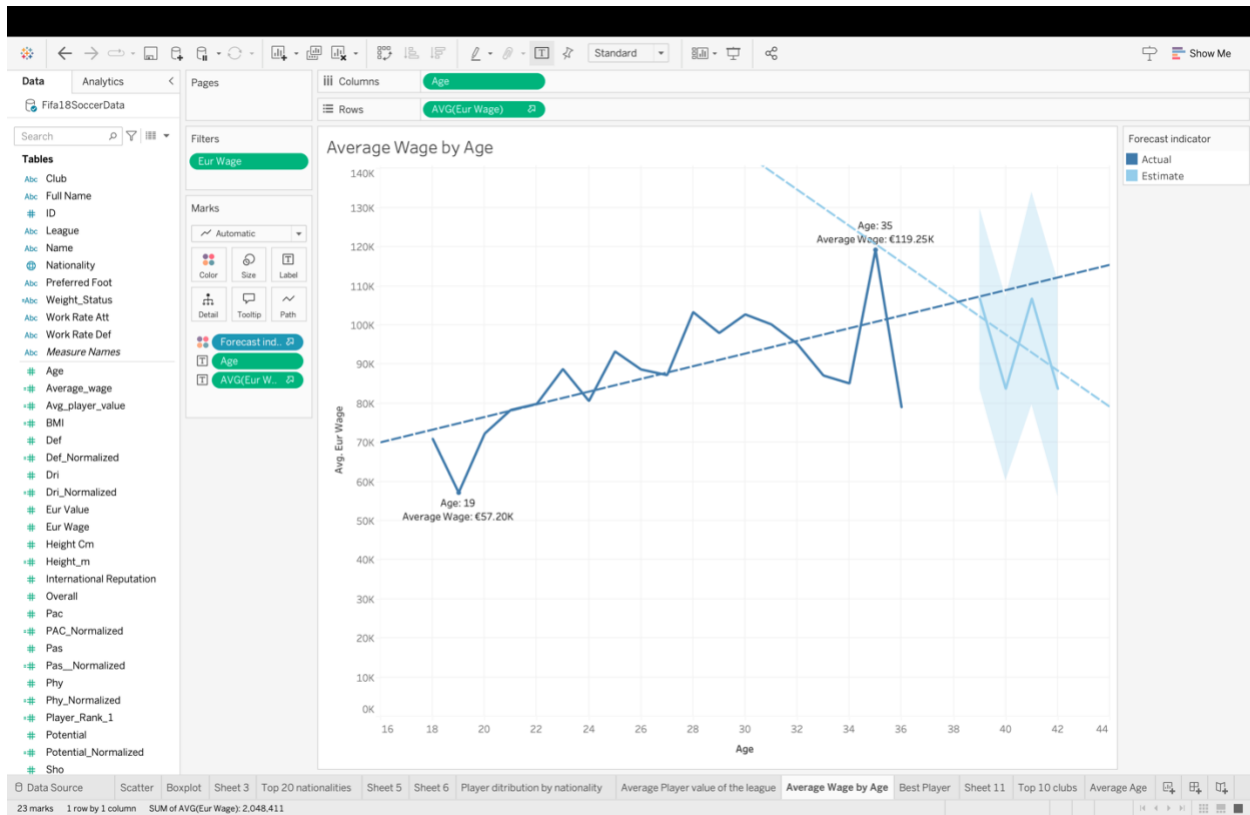 Standard
Show Me
Data
Analytics
Fifa18SoccerData
Search
Tables
Abc Club
Abc Full Name
# ID
Abc League
Abc Name
Nationality
Abc Preferred Foot
=Abc Weight_Status
Abc Work Rate Att
Abc Work Rate Def
Abc Measure Names
# Age
=# Average_wage
=# Avg_player_value
=# BMI
# Def
=# Def_Normalized
# Dri
=# Dri_Normalized
# Eur Value
# Eur Wage
# Height Cm
=# Height_m
# International Reputation
# Overall
# Pac
=# PAC_Normalized
# Pas
=# Pas__Normalized
# Phy
=# Phy_Normalized
=# Player_Rank_1
# Potential
=# Potential_Normalized
# Sho
Pages
Filters
Eur Wage
Marks
Automatic
Color Size Label
Detail Tooltip Path
Forecast ind..
Age
AVG(Eur W..
Columns Age
Rows AVG(Eur Wage)
Average Wage by Age
140K
130K
120K
110K
100K
90K
80K
70K
60K
50K
40K
30K
20K
10K
0K
Avg. Eur Wage
Age: 35
Average Wage: €119.25K
Age: 19
Average Wage: €57.20K
16 18 20 22 24 26 28 30 32 34 36 38 40 42 44
Age
Forecast indicator
Actual
Estimate
Data Source Scatter Boxplot Sheet 3 Top 20 nationalities Sheet 5 Sheet 6 Player ditribution by nationality Average Player value of the league Average Wage by Age Best Player Sheet 11 Top 10 clubs Average Age
23 marks 1 row by 1 column SUM of AVG(Eur Wage): 2,048,411